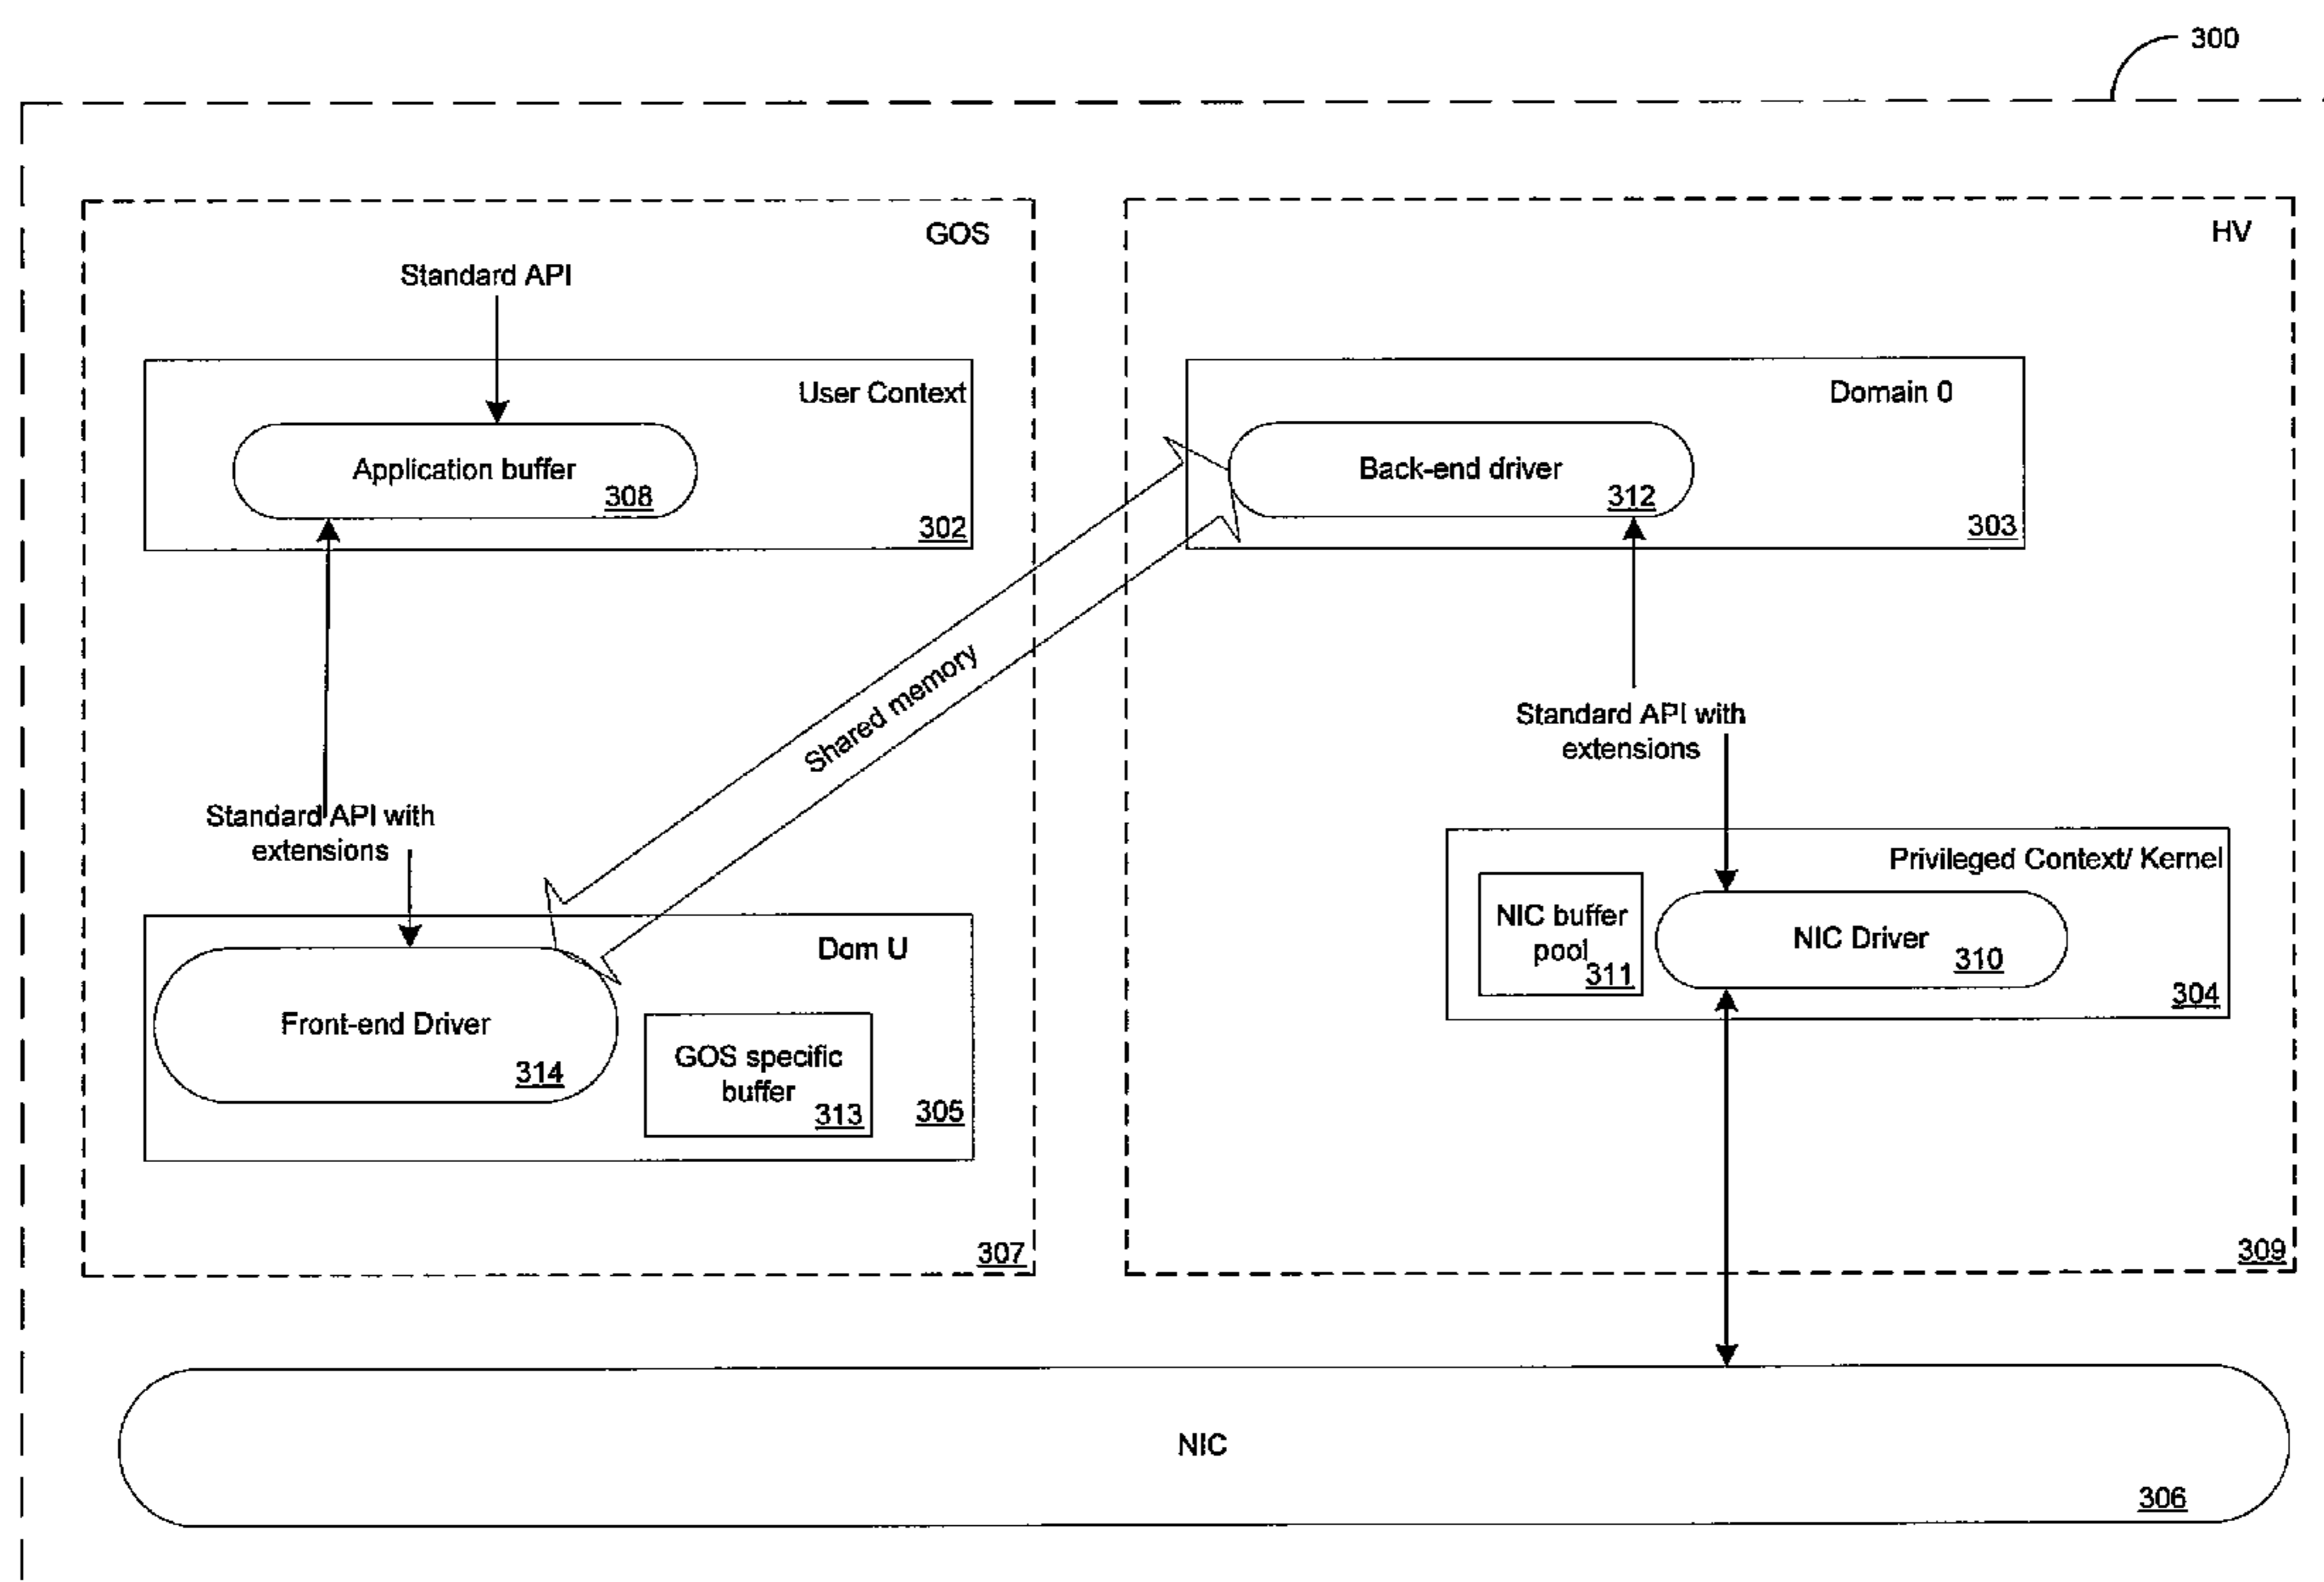 300
GOS
HV
Standard API
User Context
Application buffer
308
302
Domain 0
Back-end driver
312
303
Shared memory
Standard API with
extensions
Standard API with
extensions
Privileged Context/ Kernel
NIC buffer
pool
311
NIC Driver
310
304
Dom U
Front-end Driver
314
GOS specific
buffer
313
305
307
309
NIC
306